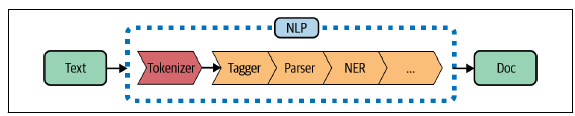 NLP
Text
Tokenizer
Tagger
Parser
NER
...
Doc